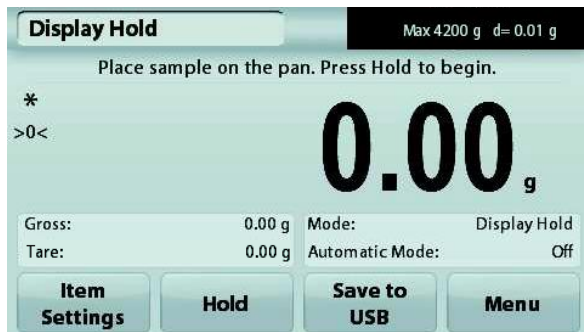 Display Hold
Max 4200 g d= 0.01 g
Place sample on the pan. Press Hold to begin.
*
>0<
0.00 g
Gross: 0.00 g Mode: Display Hold
Tare: 0.00 g Automatic Mode: Off
Item Settings
Hold
Save to USB
Menu